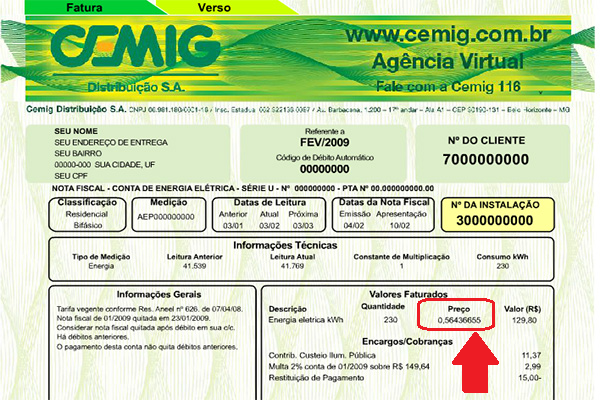 Fatura Verso
CEMIG
Distribuição S.A.
www.cemig.com.br
Agência Virtual
Fale com a Cemig 116
Cemig Distribuição S.A. CNPJ 06.981.180/0001-16 / Insc. Estadual 062.322136.0087 / Av. Barbacena, 1.200 - 17º andar - Ala A1 - CEP 30190-131 - Belo Horizonte - MG
SEU NOME
SEU ENDEREÇO DE ENTREGA
SEU BAIRRO
00000-000 SUA CIDADE, UF
SEU CPF
Referente a
FEV/2009
Código de Débito Automático
00000000
Nº DO CLIENTE
7000000000
NOTA FISCAL - CONTA DE ENERGIA ELÉTRICA - SÉRIE U - Nº 000000000 - PTA Nº 00.000000000.00
Classificação
Residencial
Bifásico
Medição
AEP000000000
Datas de Leitura
Anterior Atual Próxima
03/01 03/02 03/03
Datas da Nota Fiscal
Emissão Apresentação
04/02 10/02
Nº DA INSTALAÇÃO
3000000000
Informações Técnicas
Tipo de Medição Leitura Anterior Leitura Atual Constante de Multiplicação Consumo kWh
Energia 41.539 41.769 1 230
Informações Gerais
Tarifa vegente conforme Res. Aneel nº 626, de 07/04/08.
Nota fiscal de 01/2009 quitada em 23/01/2009.
Considerar nota fiscal quitada após débito em sua c/c.
Há débitos anteriores.
O pagamento desta conta não quita débitos anteriores.
Valores Faturados
Descrição Quantidade Preço Valor (R$)
Energia eletrica kWh 230 0,56436655 129,80
Encargos/Cobranças
Contrib. Custeio Ilum. Pública 11,37
Multa 2% conta de 01/2009 sobre R$ 149,64 2,99
Restituição de Pagamento 15,00-